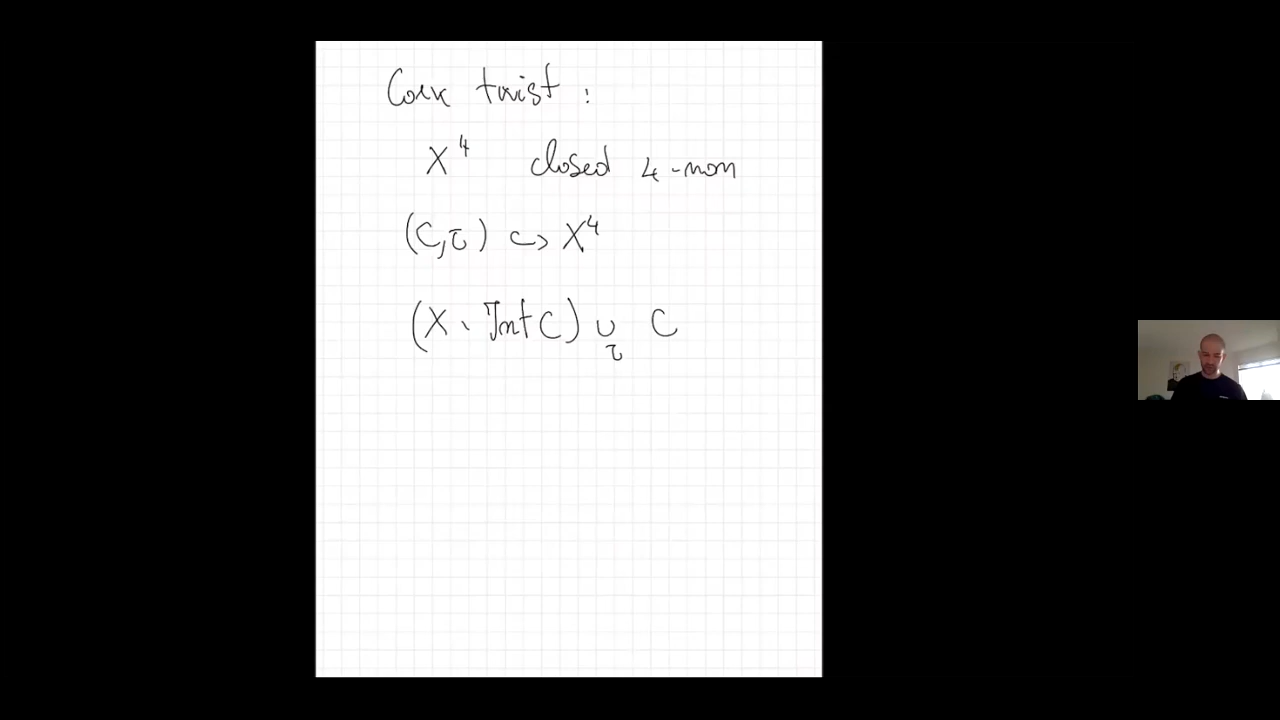 Cork twist :
X⁴ closed 4-man
(C,τ) ↪ X⁴
(X \ Int C) ∪_τ C